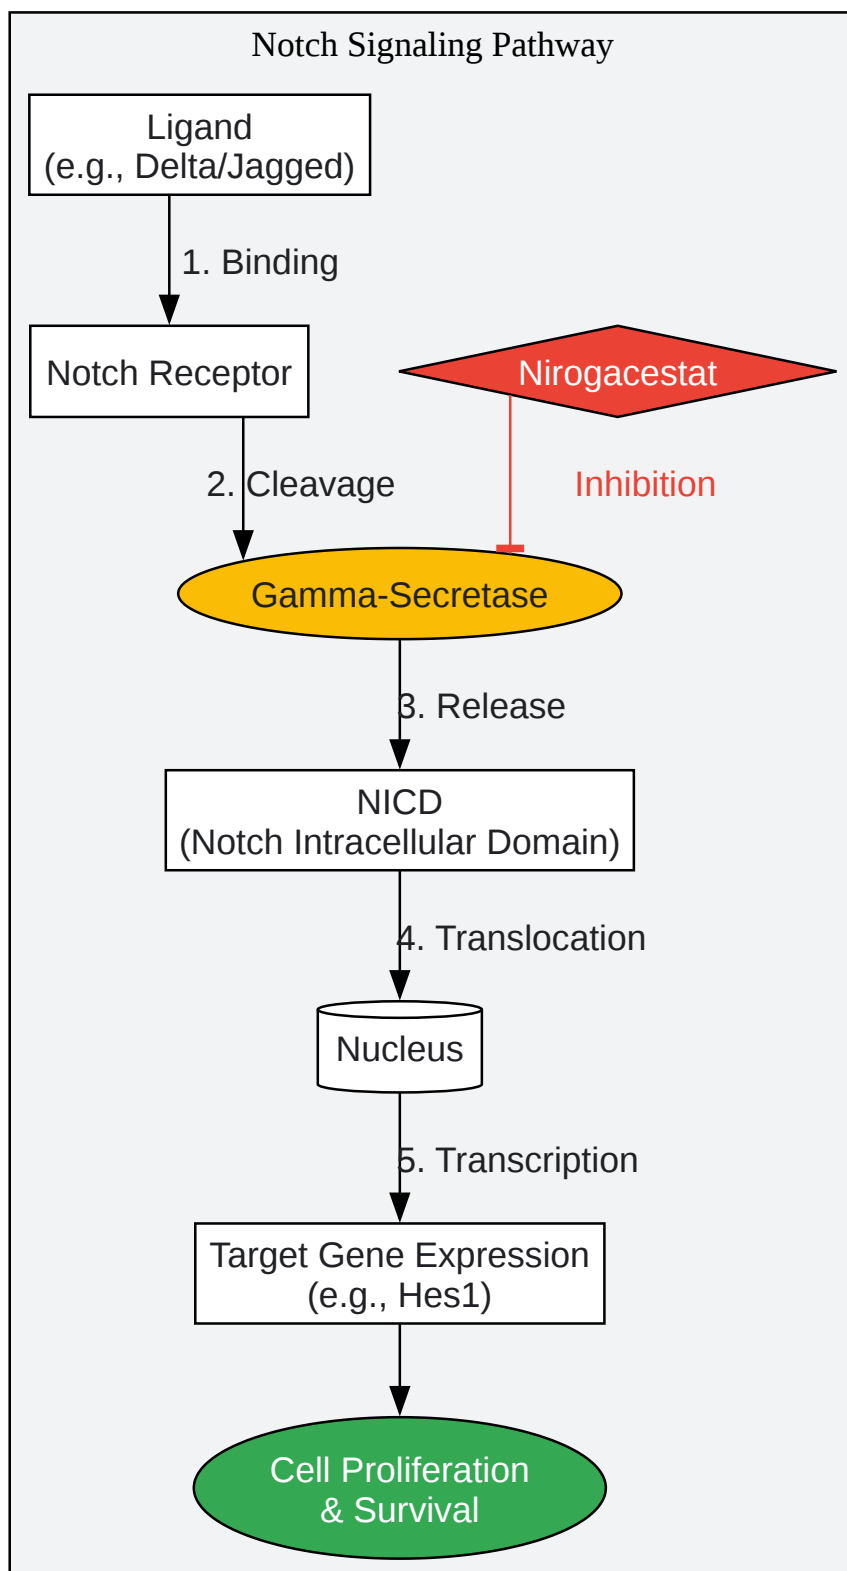 Notch Signaling Pathway
Ligand
(e.g., Delta/Jagged)
1. Binding
Notch Receptor
Nirogacestat
2. Cleavage
Inhibition
Gamma-Secretase
3. Release
NICD
(Notch Intracellular Domain)
4. Translocation
Nucleus
5. Transcription
Target Gene Expression
(e.g., Hes1)
Cell Proliferation
& Survival